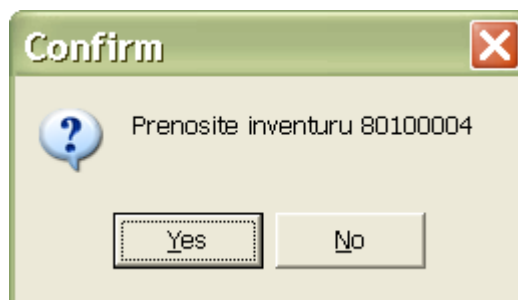 Confirm
Prenosite inventuru 80100004
Yes No